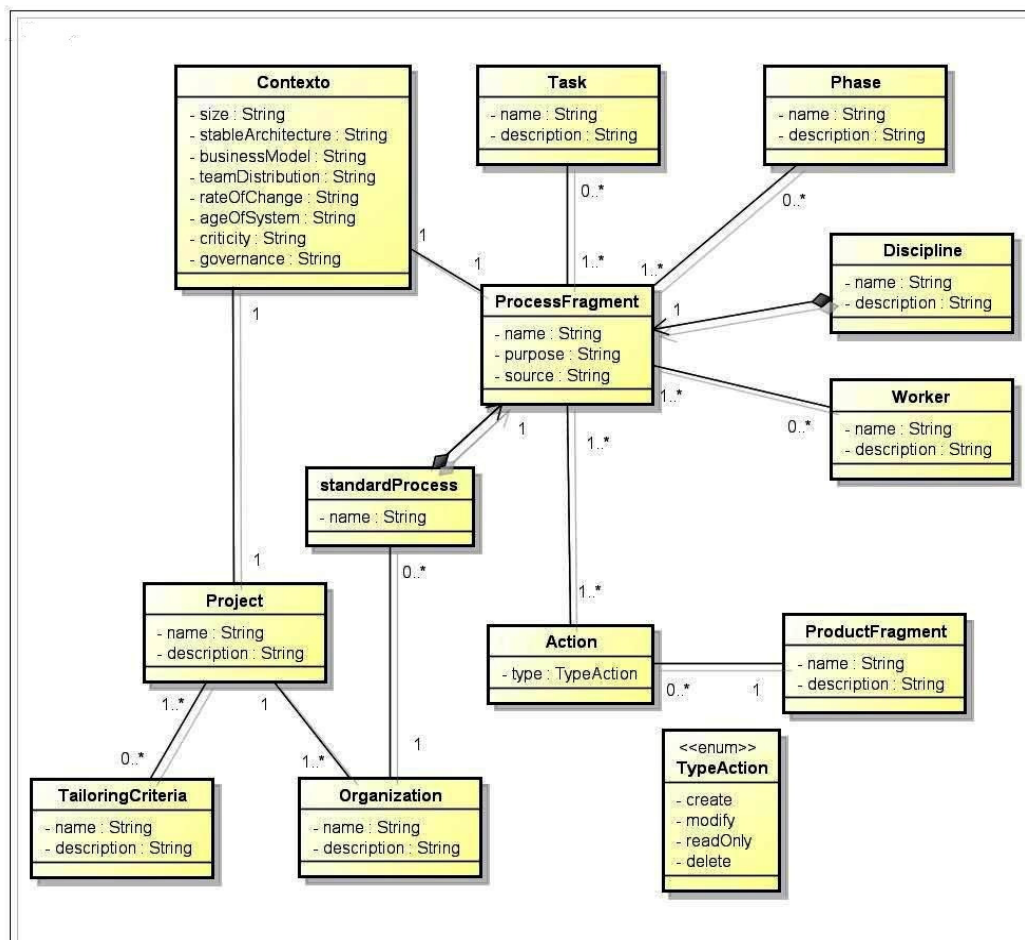 Contexto
- size : String
- stableArchitecture : String
- businessModel : String
- teamDistribution : String
- rateOfChange : String
- ageOfSystem : String
- criticity : String
- governance : String
Task
- name : String
- description : String
Phase
- name : String
- description : String
0..*
0..*
1
1
1..*
1..*
Discipline
- name : String
- description : String
1
ProcessFragment
- name : String
- purpose : String
- source : String
1
1..*
0..*
Worker
- name : String
- description : String
1
1..*
standardProcess
- name : String
0..*
1
Project
- name : String
- description : String
1..*
Action
- type : TypeAction
0..*
1
ProductFragment
- name : String
- description : String
1..*
1
0..*
1..*
1
TailoringCriteria
- name : String
- description : String
Organization
- name : String
- description : String
<<enum>>
TypeAction
- create
- modify
- readOnly
- delete